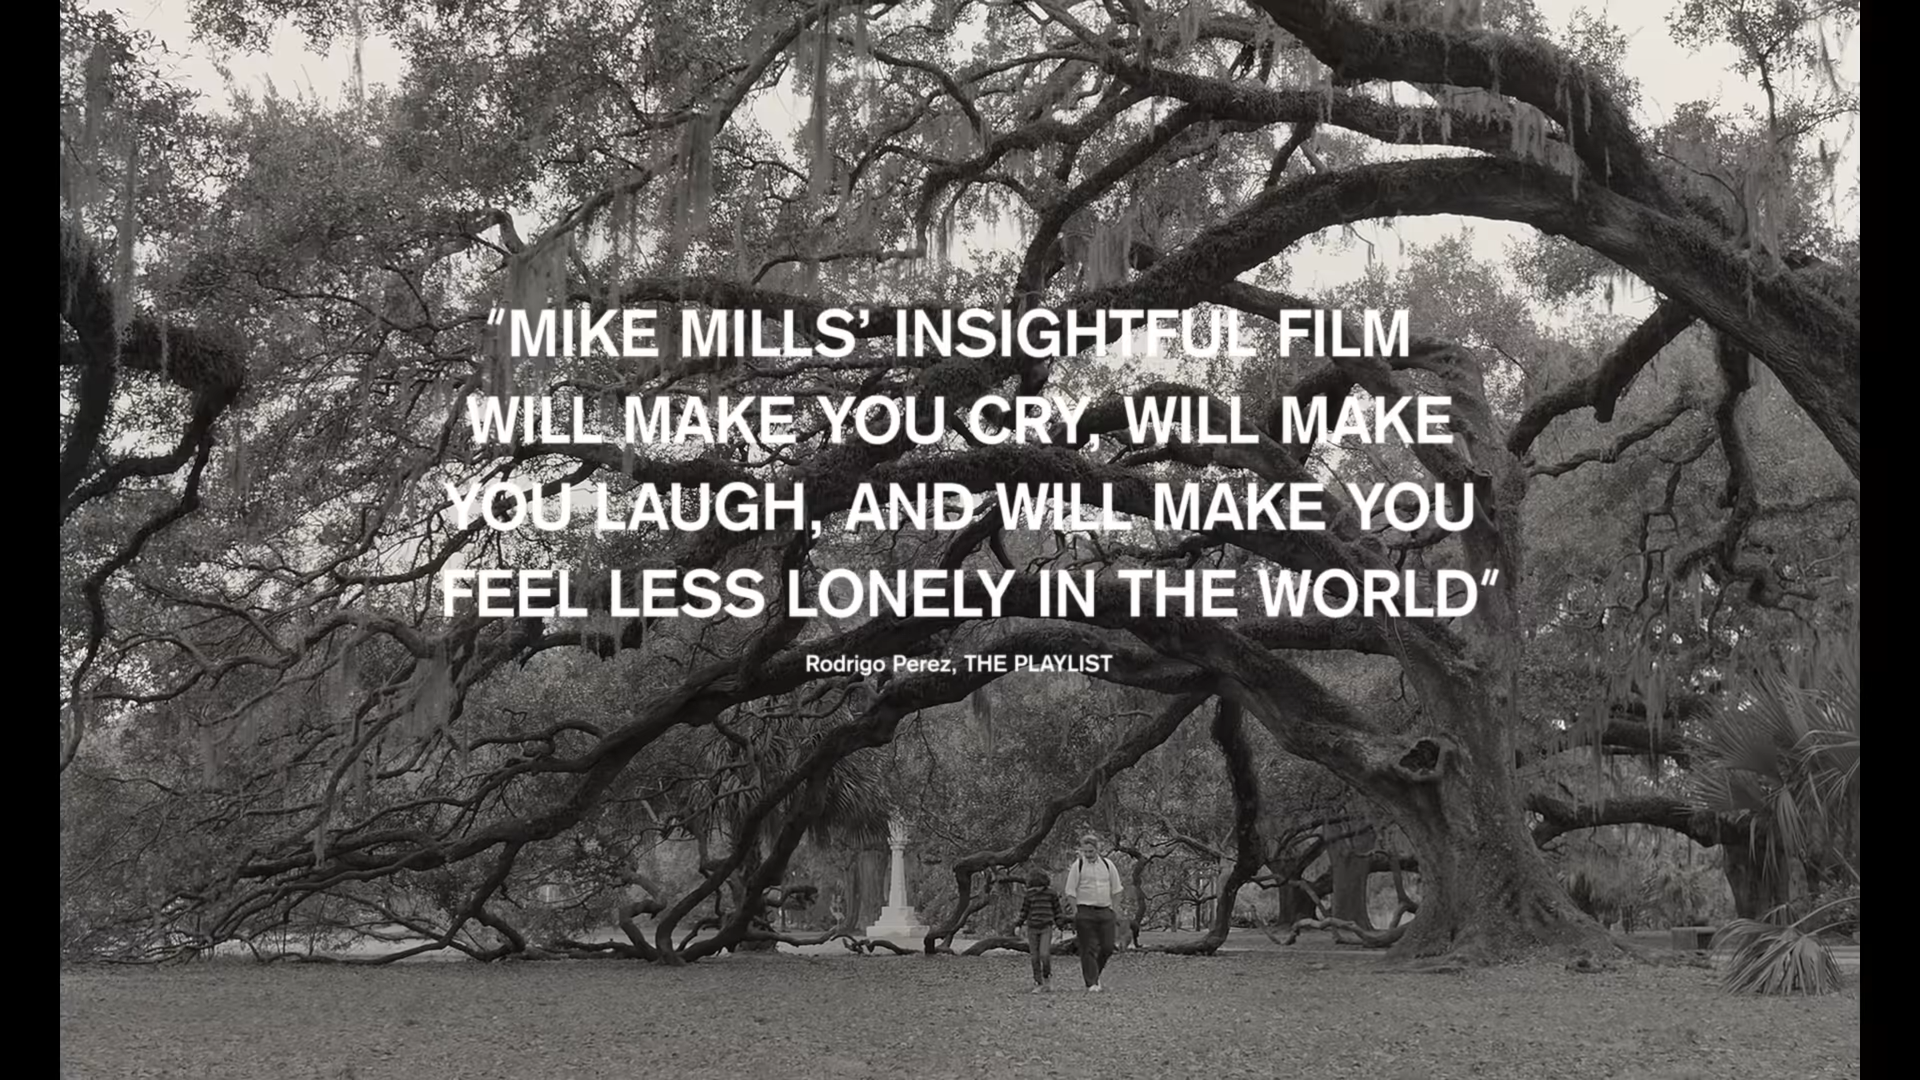 "MIKE MILLS’ INSIGHTFUL FILM
WILL MAKE YOU CRY, WILL MAKE
YOU LAUGH, AND WILL MAKE YOU
FEEL LESS LONELY IN THE WORLD"
Rodrigo Perez, THE PLAYLIST